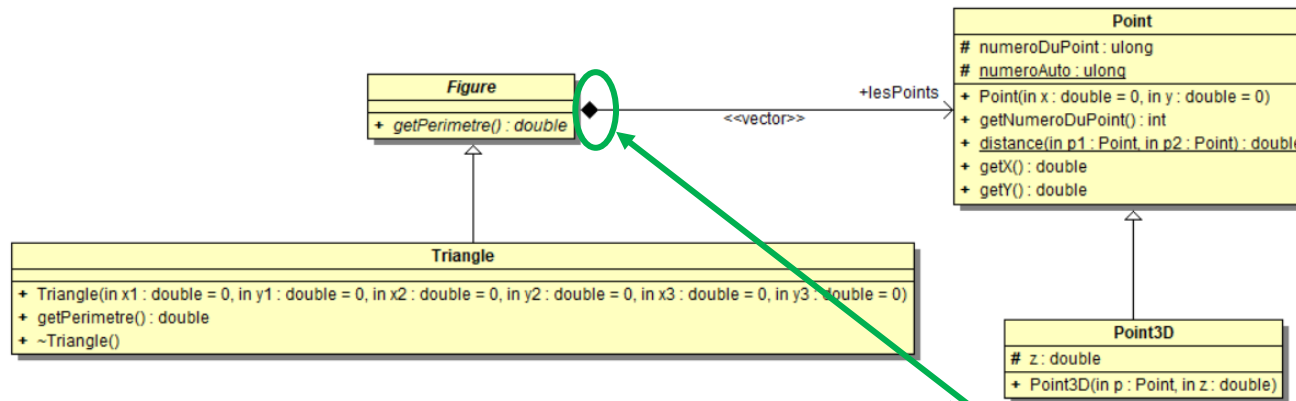 Point
# numeroDuPoint : ulong
# numeroAuto : ulong
+ Point(in x : double = 0, in y : double = 0)
+ getNumeroDuPoint() : int
+ distance(in p1 : Point, in p2 : Point) : double
+ getX() : double
+ getY() : double
Figure
+ getPerimetre() : double
+lesPoints
<<vector>>
Triangle
+ Triangle(in x1 : double = 0, in y1 : double = 0, in x2 : double = 0, in y2 : double = 0, in x3 : double = 0, in y3 : double = 0)
+ getPerimetre() : double
+ ~Triangle()
Point3D
# z : double
+ Point3D(in p : Point, in z : double)